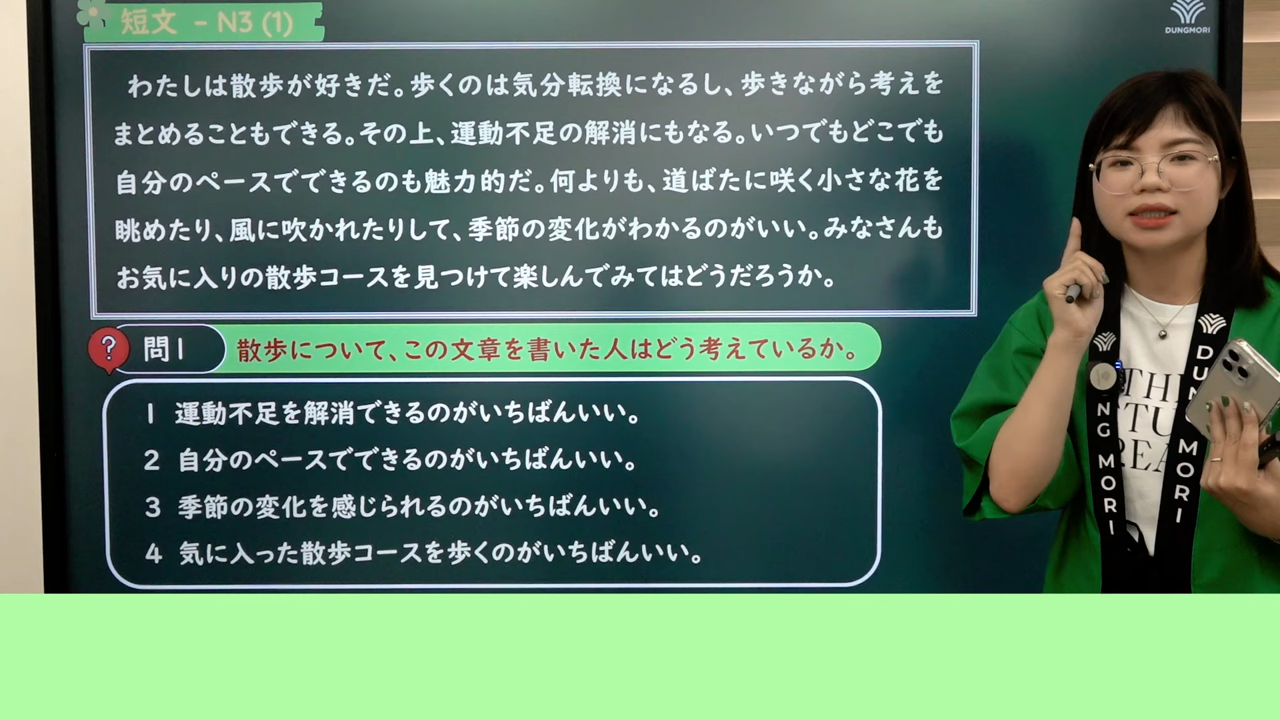 短文 - N3 (1)
DUNGMORI
わたしは散歩が好きだ。歩くのは気分転換になるし、歩きながら考えを
まとめることもできる。その上、運動不足の解消にもなる。いつでもどこでも
自分のペースでできるのも魅力的だ。何よりも、道ばたに咲く小さな花を
眺めたり、風に吹かれたりして、季節の変化がわかるのがいい。みなさんも
お気に入りの散歩コースを見つけて楽しんでみてはどうだろうか。
? 問1
散歩について、この文章を書いた人はどう考えているか。
1 運動不足を解消できるのがいちばんいい。
2 自分のペースでできるのがいちばんいい。
3 季節の変化を感じられるのがいちばんいい。
4 気に入った散歩コースを歩くのがいちばんいい。
NG MORI
MORI